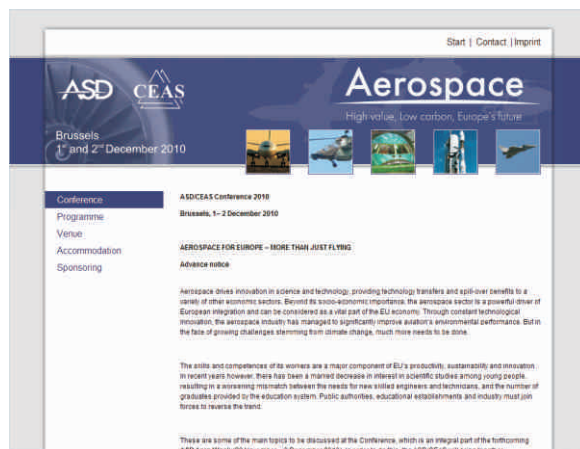 Start | Contact | Imprint
ASD CEAS
Aerospace
High value, Low carbon, Europe's future
Brussels
1st and 2nd December 2010
Conference
Programme
Venue
Accommodation
Sponsoring
ASD/CEAS Conference 2010
Brussels, 1– 2 December 2010
AEROSPACE FOR EUROPE – MORE THAN JUST FLYING
Advance notice
Aerospace drives innovation in science and technology, providing technology transfers and spill-over benefits to a
variety of other economic sectors. Beyond its socio-economic importance, the aerospace sector is a powerful driver of
European integration and can be considered as a vital part of the EU economy. Through constant technological
innovation, the aerospace industry has managed to significantly improve aviation's environmental performance. But in
the face of growing challenges stemming from climate change, much more needs to be done.
The skills and competences of its workers are a major component of EU's productivity, sustainability and innovation.
In recent years however, there has been a marked decrease in interest in scientific studies among young people,
resulting in a worsening mismatch between the needs for new skilled engineers and technicians, and the number of
graduates provided by the education system. Public authorities, educational establishments and industry must join
forces to reverse the trend.
These are some of the main topics to be discussed at the Conference, which is an integral part of the forthcoming